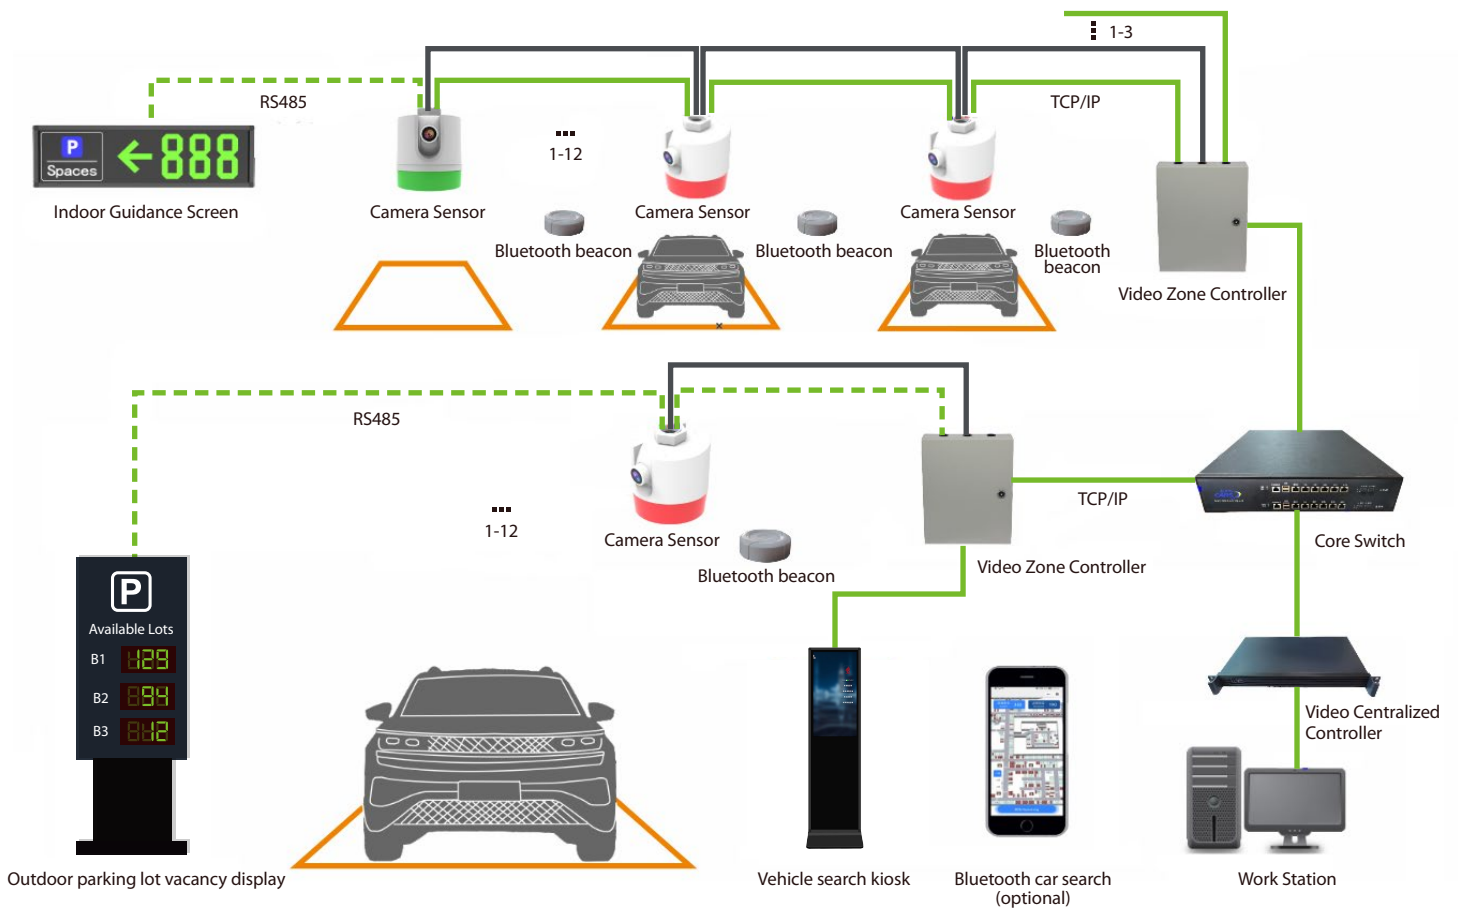 1-3
RS485
TCP/IP
P
Spaces
888
1-12
Indoor Guidance Screen
Camera Sensor
Camera Sensor
Camera Sensor
Bluetooth beacon
Bluetooth beacon
Bluetooth
beacon
Video Zone Controller
RS485
TCP/IP
1-12
Camera Sensor
Core Switch
Bluetooth beacon
Video Zone Controller
P
Available Lots
B1 129
B2 94
B3 12
Video Centralized
Controller
Outdoor parking lot vacancy display
Vehicle search kiosk
Bluetooth car search
(optional)
Work Station